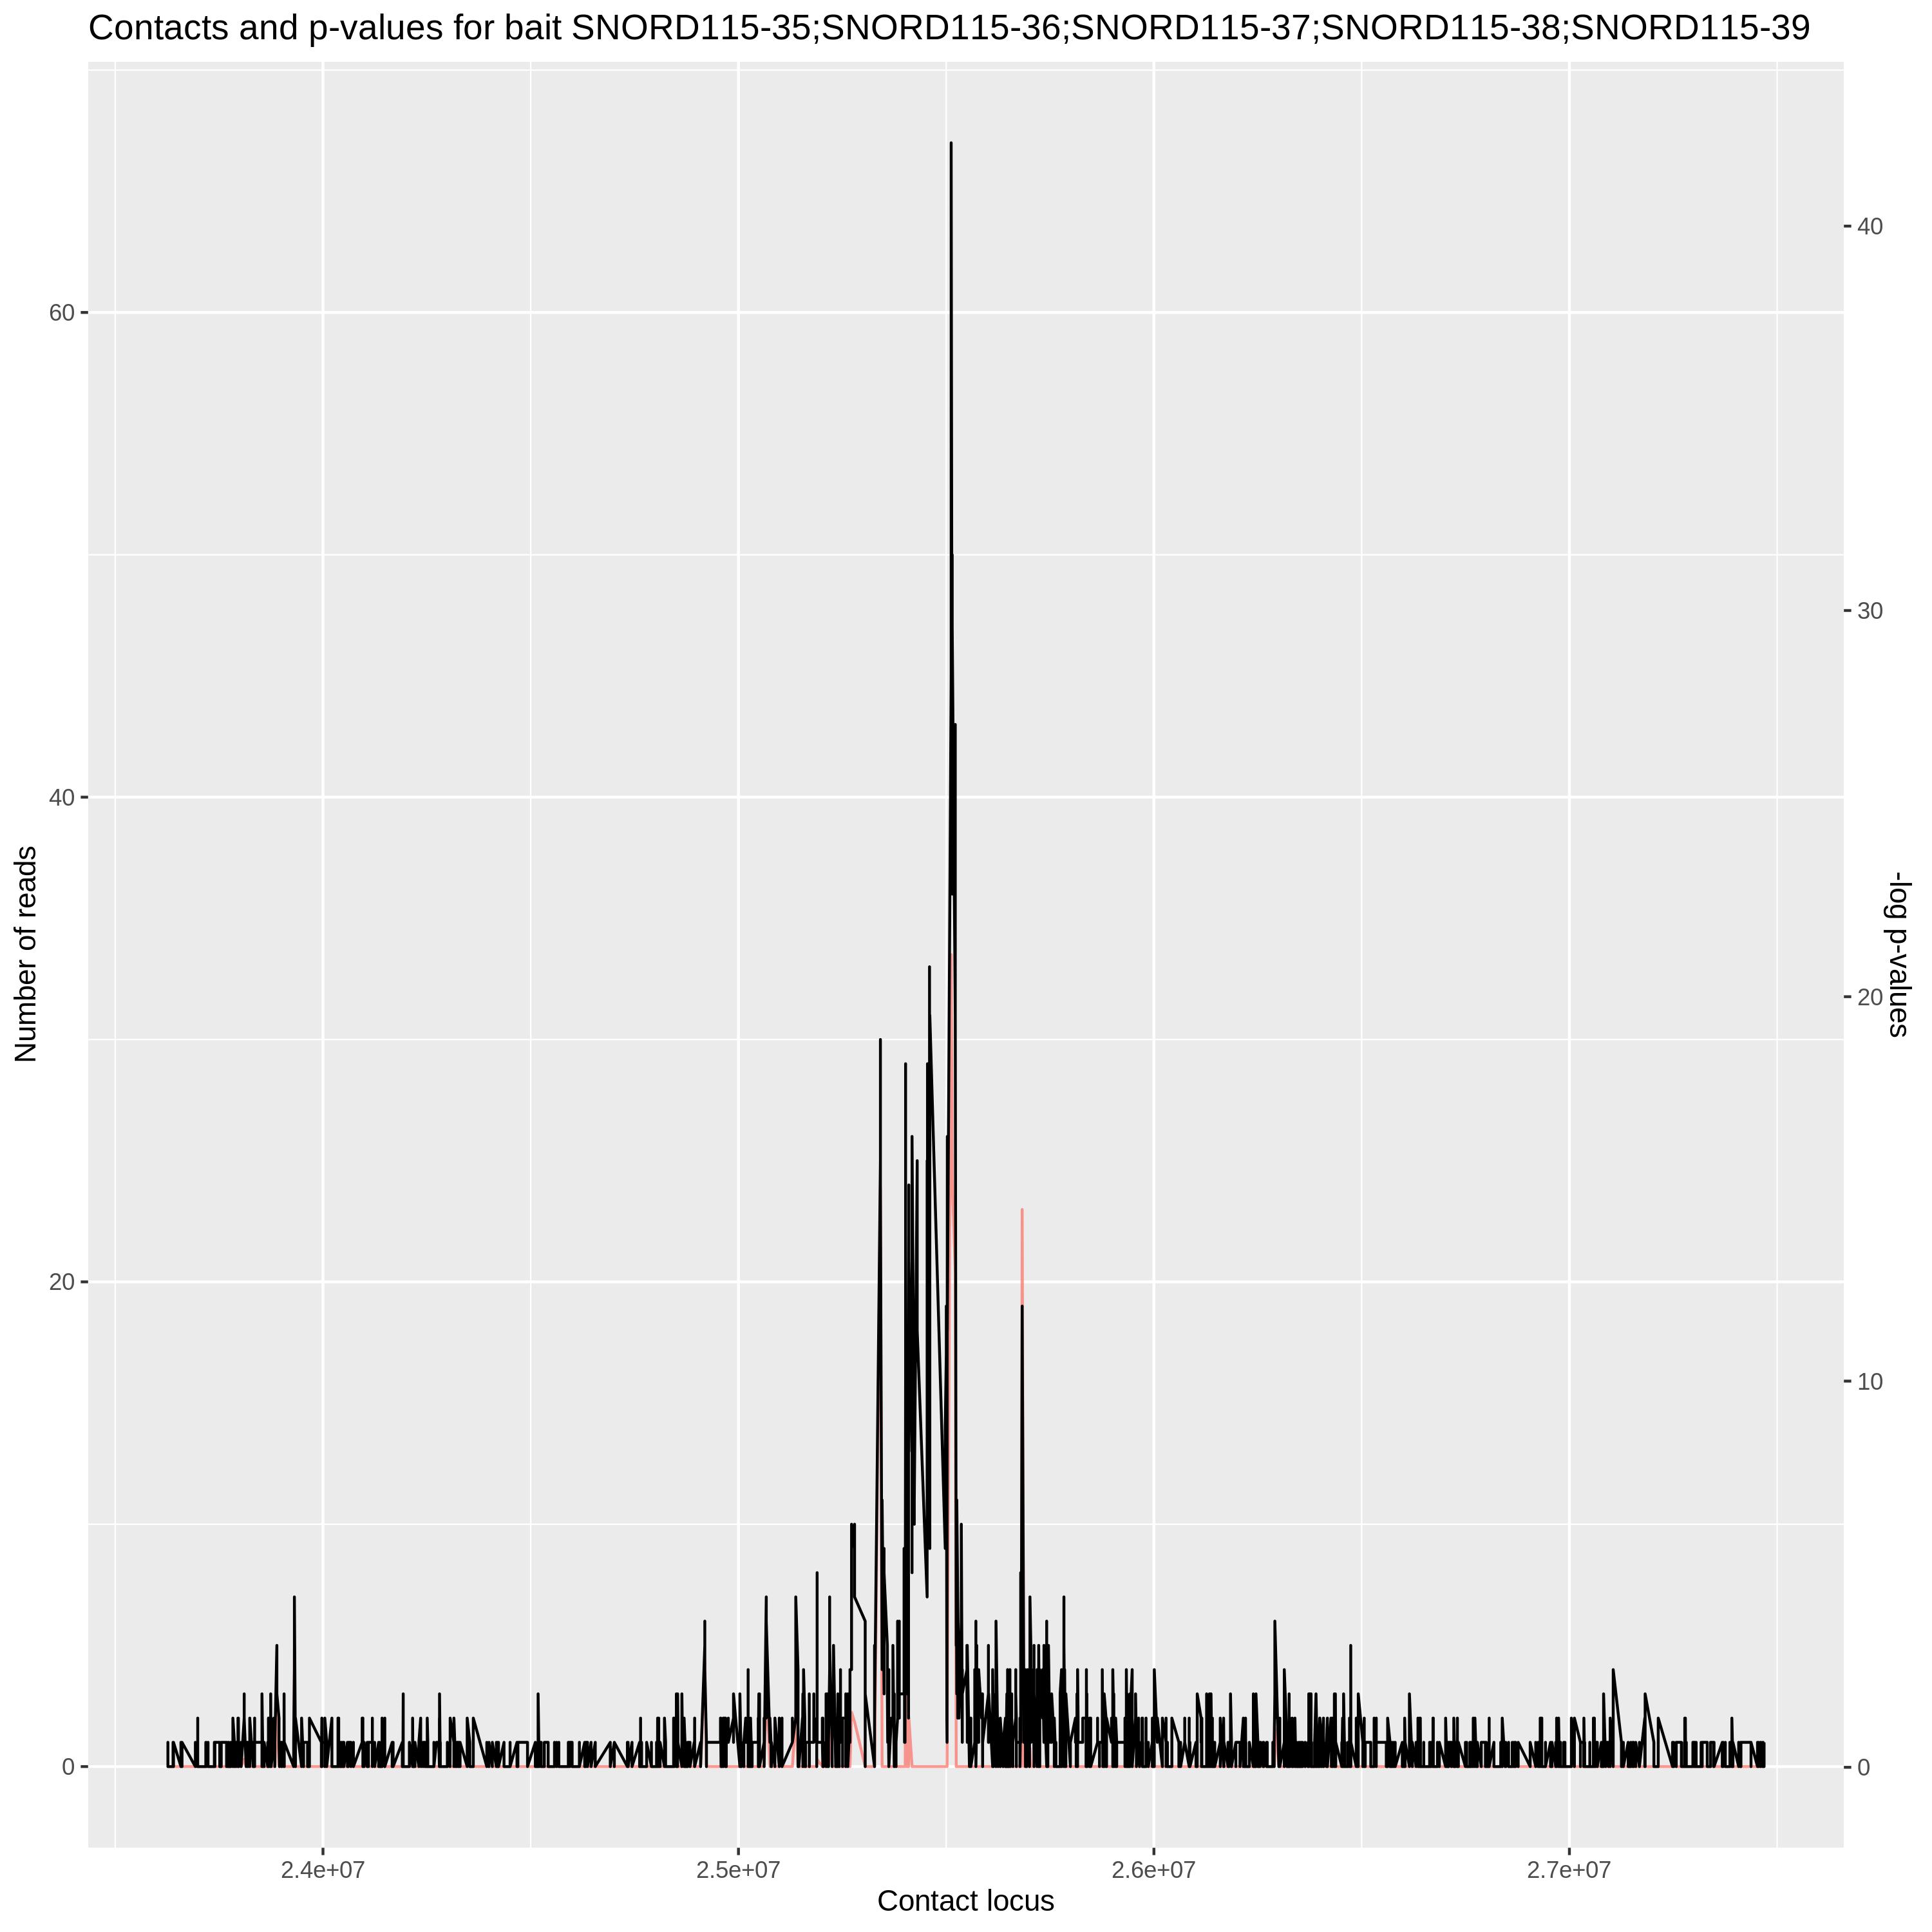 Contacts and p-values for bait SNORD115-35;SNORD115-36;SNORD115-37;SNORD115-38;SNORD115-39
60
40
20
0
Number of reads
40
30
20
10
0
-log p-values
2.4e+07
2.5e+07
2.6e+07
2.7e+07
Contact locus